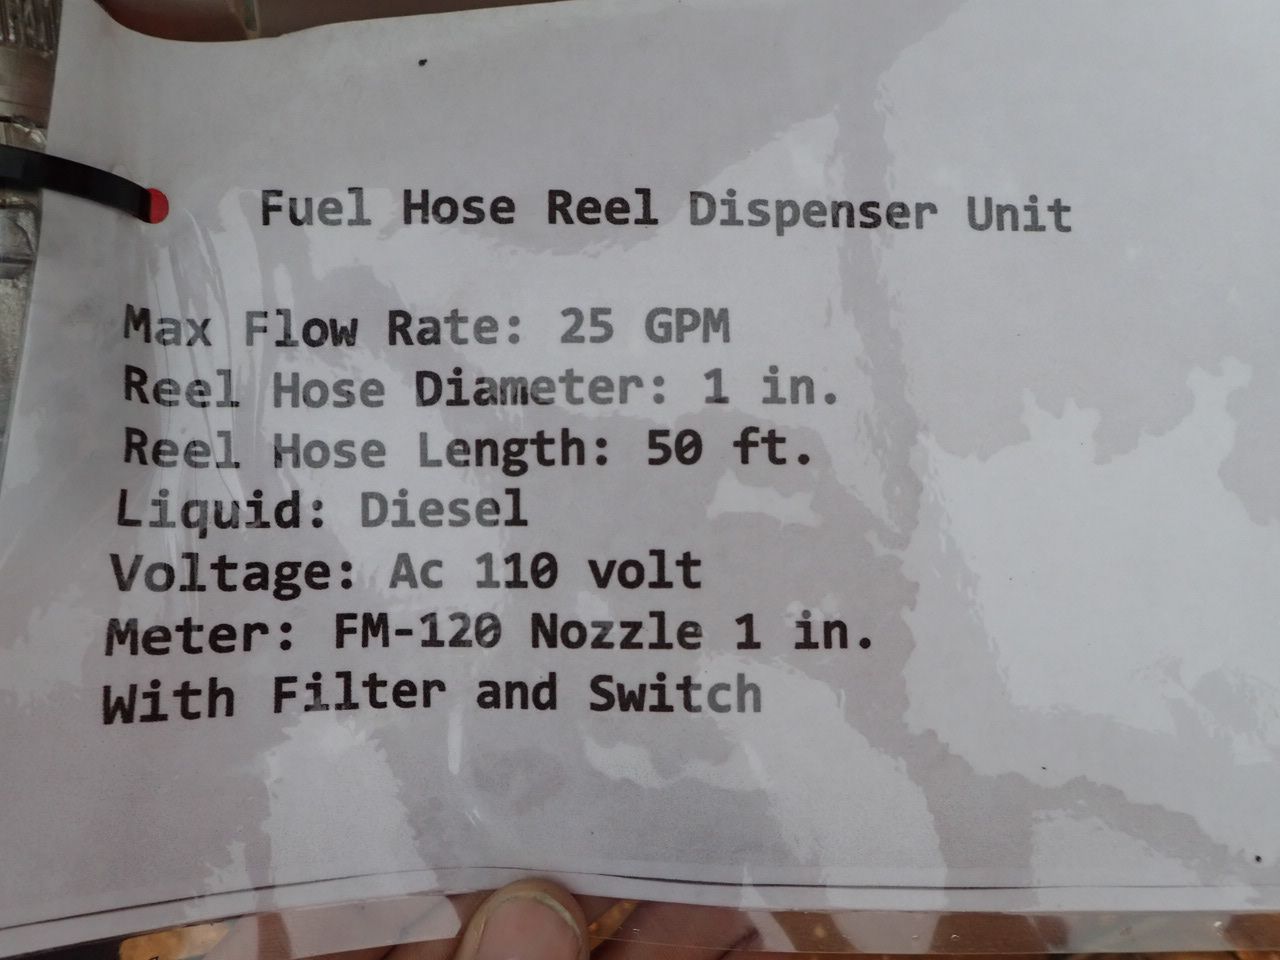 Fuel Hose Reel Dispenser Unit
Max Flow Rate: 25 GPM
Reel Hose Diameter: 1 in.
Reel Hose Length: 50 ft.
Liquid: Diesel
Voltage: Ac 110 volt
Meter: FM-120 Nozzle 1 in.
With Filter and Switch